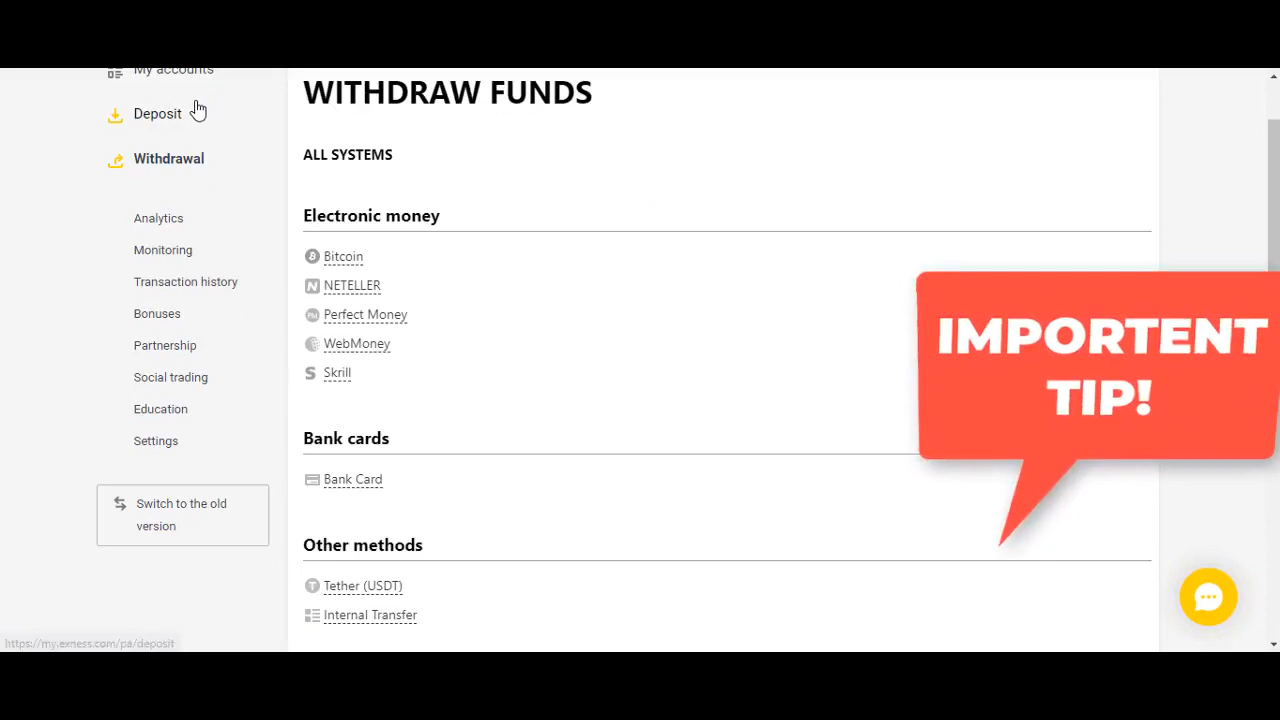 My accounts
Deposit
Withdrawal
Analytics
Monitoring
Transaction history
Bonuses
Partnership
Social trading
Education
Settings
Switch to the old
version
WITHDRAW FUNDS
ALL SYSTEMS
Electronic money
Bitcoin
NETELLER
Perfect Money
WebMoney
Skrill
Bank cards
Bank Card
Other methods
Tether (USDT)
Internal Transfer
IMPORTENT
TIP!
https://my.exness.com/pa/deposit